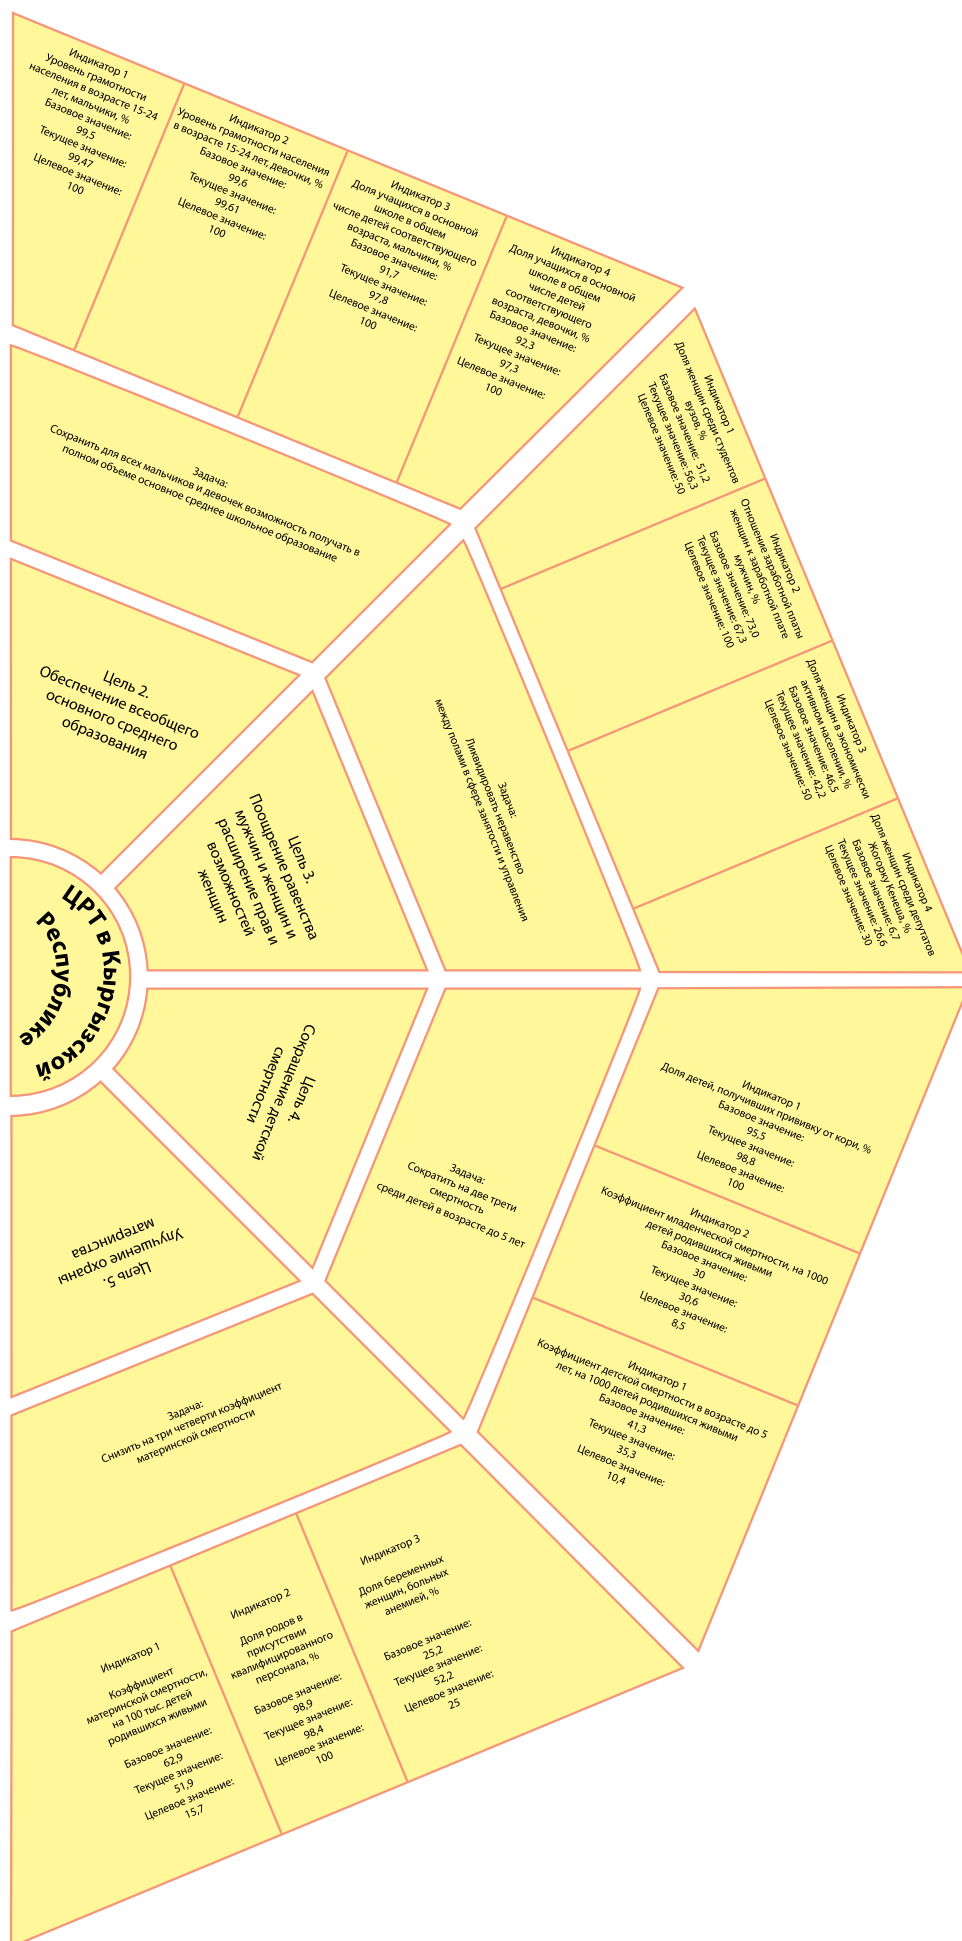 Индикатор 1
Уровень грамотности
населения в возрасте 15-24
лет, мальчики, %
Базовое значение:
99,5
Текущее значение:
99,47
Целевое значение:
100
Индикатор 2
Уровень грамотности населения
в возрасте 15-24 лет, девочки, %
Базовое значение:
99,6
Текущее значение:
99,61
Целевое значение:
100
Индикатор 3
Доля учащихся в основной
школе в общем
числе детей соответствующего
возраста, мальчики, %
Базовое значение:
91,7
Текущее значение:
97,8
Целевое значение:
100
Индикатор 4
Доля учащихся в основной
школе в общем
числе детей
соответствующего
возраста, девочки, %
Базовое значение:
92,3
Текущее значение:
97,3
Целевое значение:
100
Задача:
Сохранить для всех мальчиков и девочек возможность получать в
полном объеме основное среднее школьное образование
Цель 2.
Обеспечение всеобщего
основного среднего
образования
Индикатор 1
Доля женщин среди студентов
вузов, %
Базовое значение: 51,2
Текущее значение: 56,3
Целевое значение: 50
Индикатор 2
Отношение заработной платы
женщин к заработной плате
мужчин, %
Базовое значение: 73,0
Текущее значение: 67,3
Целевое значение: 100
Индикатор 3
Доля женщин в экономически
активном населении, %
Базовое значение: 46,5
Текущее значение: 42,2
Целевое значение: 50
Индикатор 4
Доля женщин среди депутатов
Жогорку Кенеша, %
Базовое значение: 6,7
Текущее значение: 26,6
Целевое значение: 30
Задача:
Ликвидировать неравенство
между полами в сфере занятости и управления
Цель 3.
Поощрение равенства
мужчин и женщин и
расширение прав и
возможностей
женщин
ЦРТ в Кыргызской
Республике
Цель 4.
Сокращение детской
смертности
Задача:
Сократить на две трети
смертность
среди детей в возрасте до 5 лет
Индикатор 1
Доля детей, получивших прививку от кори, %
Базовое значение:
95,5
Текущее значение:
98,8
Целевое значение:
100
Индикатор 2
Коэффициент младенческой смертности, на 1000
детей родившихся живыми
Базовое значение:
30
Текущее значение:
30,6
Целевое значение:
8,5
Индикатор 1
Коэффициент детской смертности в возрасте до 5
лет, на 1000 детей родившихся живыми
Базовое значение:
41,3
Текущее значение:
35,3
Целевое значение:
10,4
Цель 5.
Улучшение охраны
материнства
Задача:
Снизить на три четверти коэффициент
материнской смертности
Индикатор 1
Коэффициент
материнской смертности,
на 100 тыс. детей
родившихся живыми
Базовое значение:
62,9
Текущее значение:
51,9
Целевое значение:
15,7
Индикатор 2
Доля родов в
присутствии
квалифицированного
персонала, %
Базовое значение:
98,9
Текущее значение:
98,4
Целевое значение:
100
Индикатор 3
Доля беременных
женщин, больных
анемией, %
Базовое значение:
25,2
Текущее значение:
52,2
Целевое значение:
25